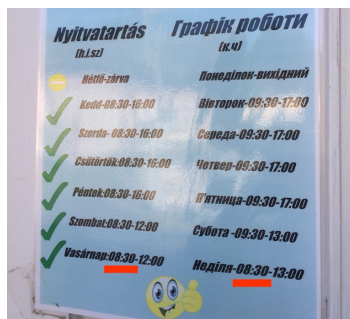 Nyitvatartás
(h.i.sz)
Hétfő-zárva
Kedd-08:30-16:00
Szerda- 08:30-16:00
Csütörtök:08:30-16:00
Péntek:08:30-16:00
Szombat:08:30-12:00
Vasárnap:08:30-12:00
Графік роботи
(к.ч)
Понеділок-вихідний
Вівторок-09:30-17:00
Середа-09:30-17:00
Четвер-09:30-17:00
П'ятниця-09:30-17:00
Субота -09:30-13:00
Неділя-08:30-13:00